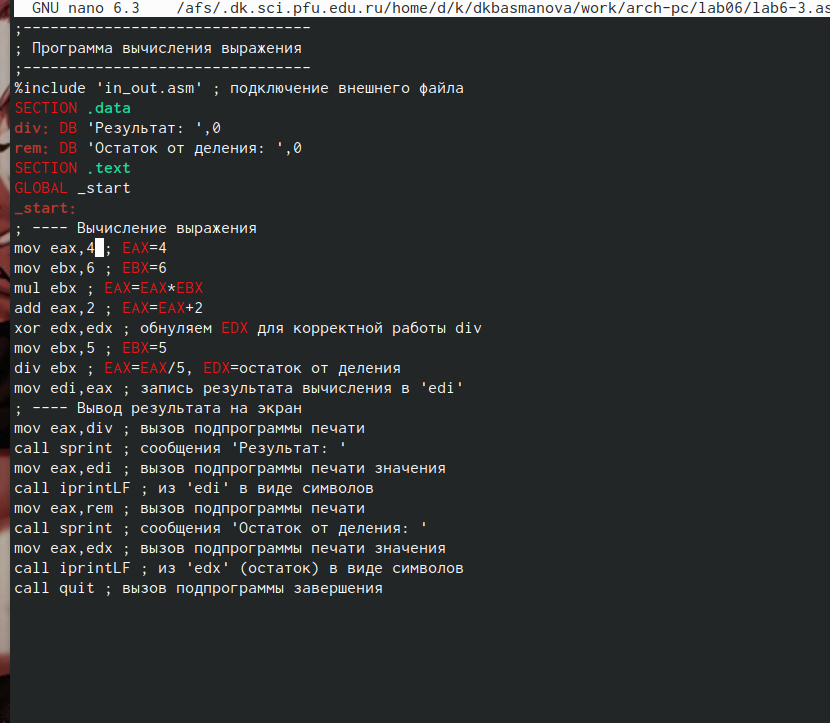 GNU nano 6.3 /afs/.dk.sci.pfu.edu.ru/home/d/k/dkbasmanova/work/arch-pc/lab06/lab6-3.as
;--------------------------------
; Программа вычисления выражения
;--------------------------------
%include 'in_out.asm' ; подключение внешнего файла
SECTION .data
div: DB 'Результат: ',0
rem: DB 'Остаток от деления: ',0
SECTION .text
GLOBAL _start
_start:
; ---- Вычисление выражения
mov eax,4 ; EAX=4
mov ebx,6 ; EBX=6
mul ebx ; EAX=EAX*EBX
add eax,2 ; EAX=EAX+2
xor edx,edx ; обнуляем EDX для корректной работы div
mov ebx,5 ; EBX=5
div ebx ; EAX=EAX/5, EDX=остаток от деления
mov edi,eax ; запись результата вычисления в 'edi'
; ---- Вывод результата на экран
mov eax,div ; вызов подпрограммы печати
call sprint ; сообщения 'Результат: '
mov eax,edi ; вызов подпрограммы печати значения
call iprintLF ; из 'edi' в виде символов
mov eax,rem ; вызов подпрограммы печати
call sprint ; сообщения 'Остаток от деления: '
mov eax,edx ; вызов подпрограммы печати значения
call iprintLF ; из 'edx' (остаток) в виде символов
call quit ; вызов подпрограммы завершения